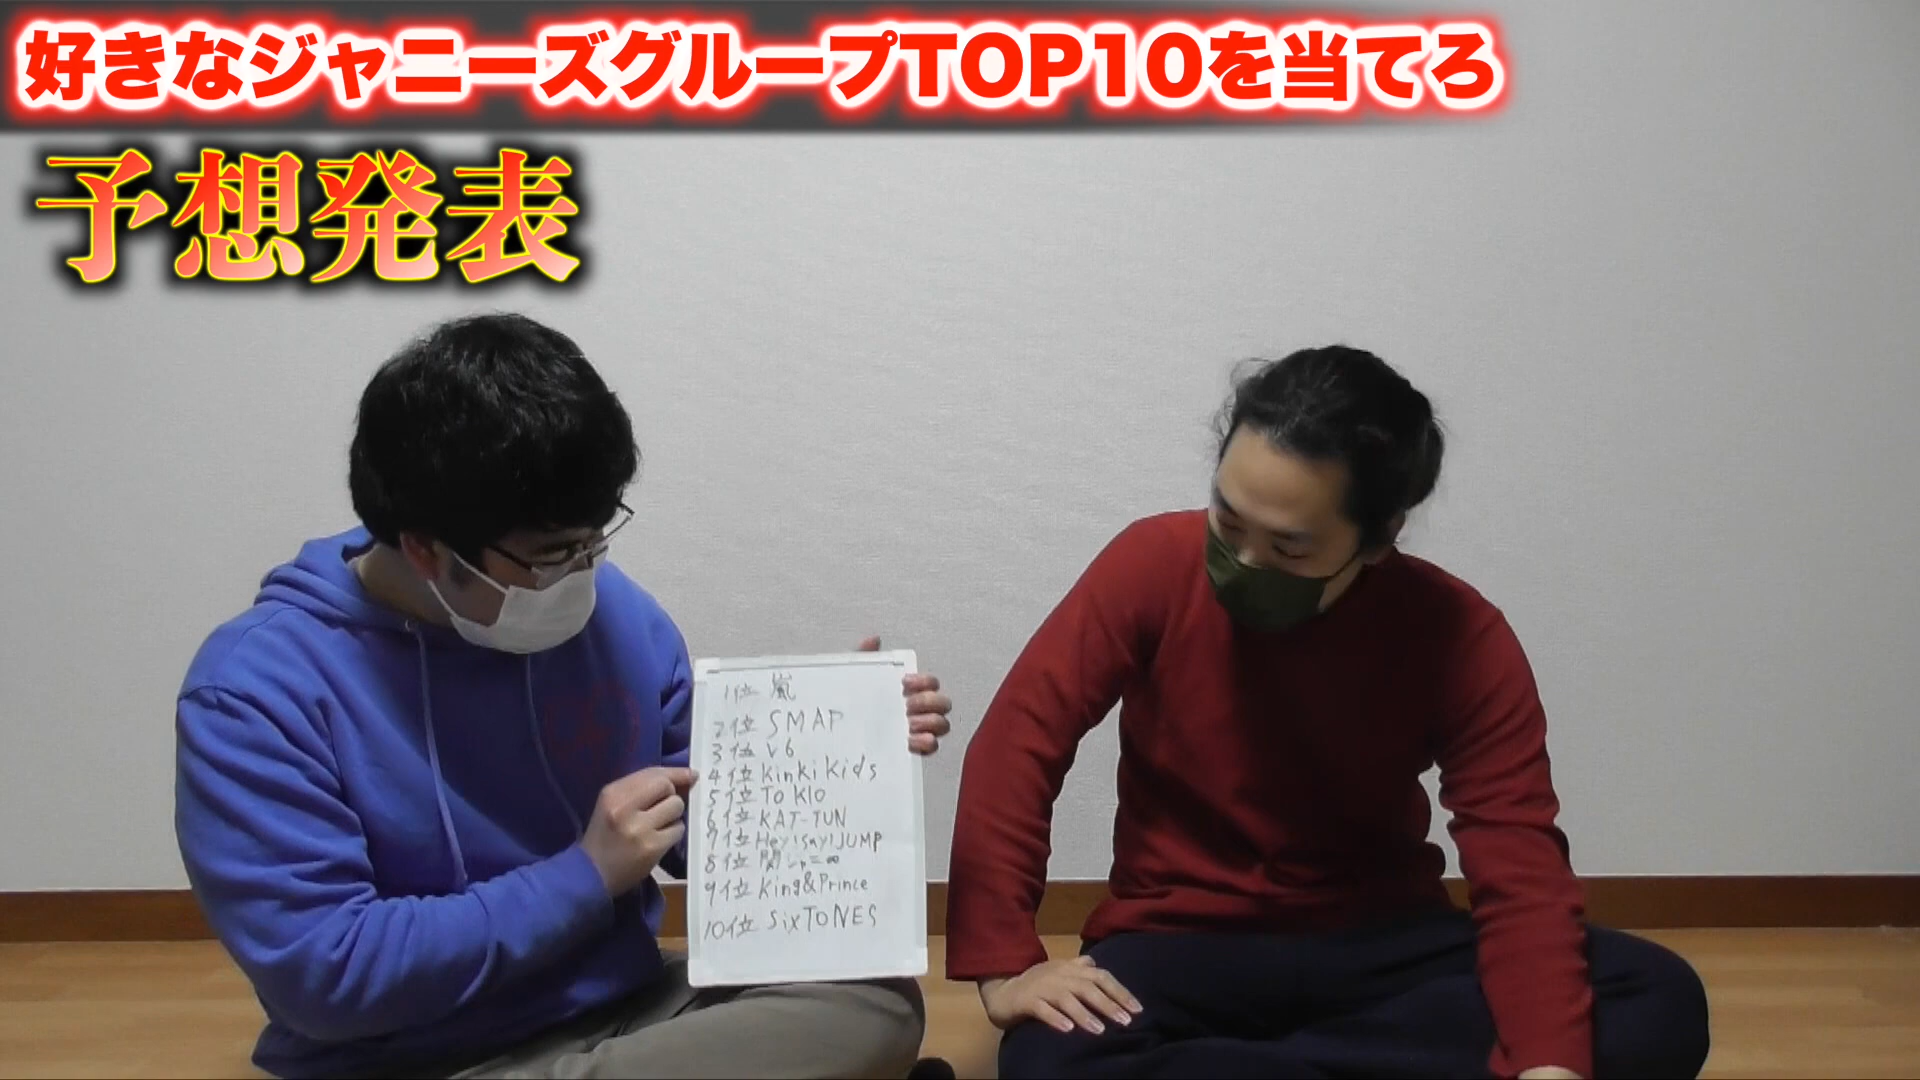 好きなジャニーズグループTOP10を当てろ
予想発表
1位 嵐
2位 SMAP
3位 V6
4位 Kinki Kids
5位 TOKIO
6位 KAT-TUN
7位 Hey!Say!JUMP
8位 関ジャニ∞
9位 King&Prince
10位 SixTONES